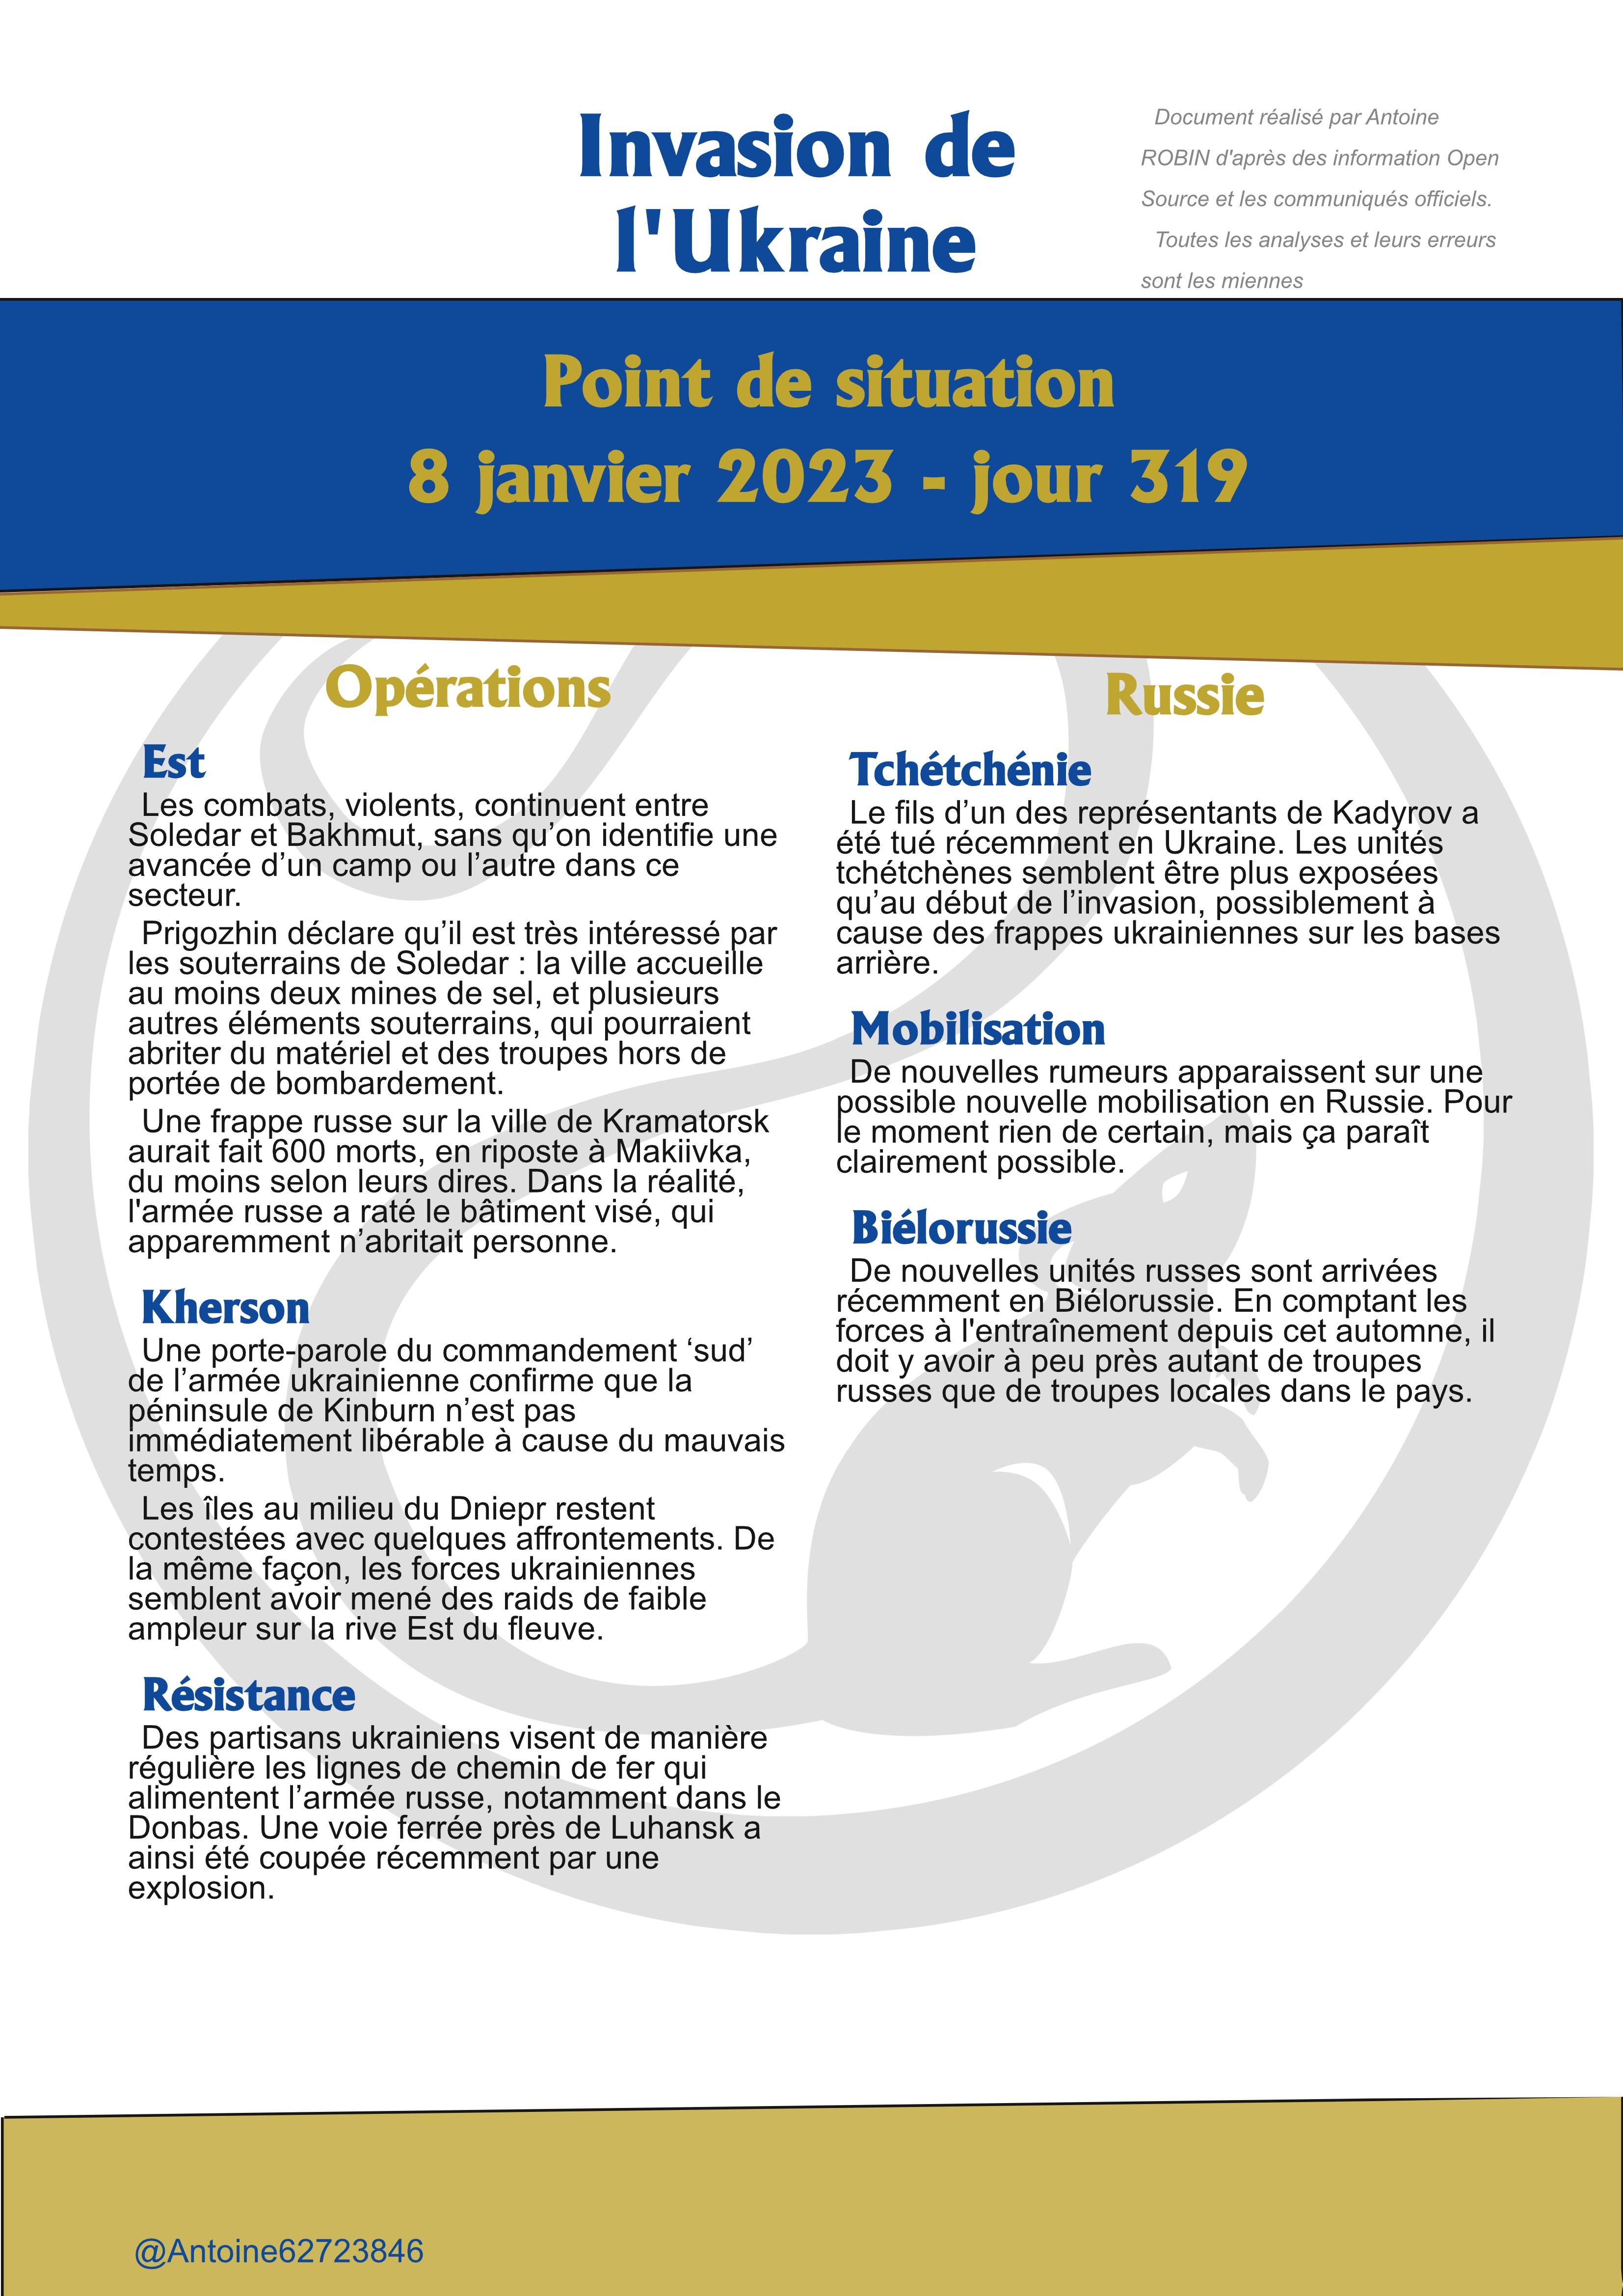 Invasion de
l'Ukraine
Document réalisé par Antoine
ROBIN d'après des information Open
Source et les communiqués officiels.
Toutes les analyses et leurs erreurs
sont les miennes
Point de situation
8 janvier 2023 - jour 319
Opérations
Est
Les combats, violents, continuent entre
Soledar et Bakhmut, sans qu’on identifie une
avancée d’un camp ou l’autre dans ce
secteur.
Prigozhin déclare qu’il est très intéressé par
les souterrains de Soledar : la ville accueille
au moins deux mines de sel, et plusieurs
autres éléments souterrains, qui pourraient
abriter du matériel et des troupes hors de
portée de bombardement.
Une frappe russe sur la ville de Kramatorsk
aurait fait 600 morts, en riposte à Makiivka,
du moins selon leurs dires. Dans la réalité,
l'armée russe a raté le bâtiment visé, qui
apparemment n’abritait personne.
Kherson
Une porte-parole du commandement ‘sud’
de l’armée ukrainienne confirme que la
péninsule de Kinburn n’est pas
immédiatement libérable à cause du mauvais
temps.
Les îles au milieu du Dniepr restent
contestées avec quelques affrontements. De
la même façon, les forces ukrainiennes
semblent avoir mené des raids de faible
ampleur sur la rive Est du fleuve.
Résistance
Des partisans ukrainiens visent de manière
régulière les lignes de chemin de fer qui
alimentent l’armée russe, notamment dans le
Donbas. Une voie ferrée près de Luhansk a
ainsi été coupée récemment par une
explosion.
Russie
Tchétchénie
Le fils d’un des représentants de Kadyrov a
été tué récemment en Ukraine. Les unités
tchétchènes semblent être plus exposées
qu’au début de l’invasion, possiblement à
cause des frappes ukrainiennes sur les bases
arrière.
Mobilisation
De nouvelles rumeurs apparaissent sur une
possible nouvelle mobilisation en Russie. Pour
le moment rien de certain, mais ça paraît
clairement possible.
Biélorussie
De nouvelles unités russes sont arrivées
récemment en Biélorussie. En comptant les
forces à l'entraînement depuis cet automne, il
doit y avoir à peu près autant de troupes
russes que de troupes locales dans le pays.
@Antoine62723846